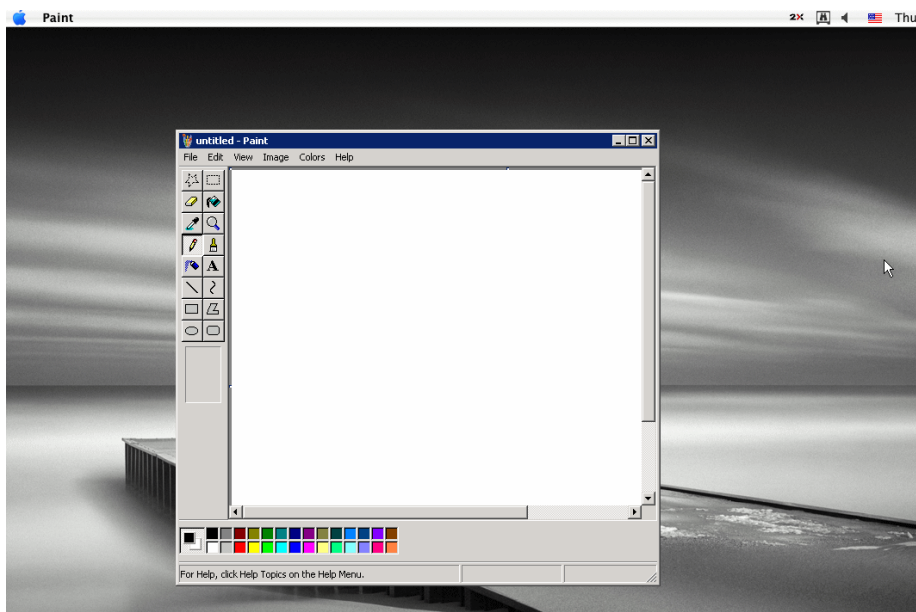 Paint 2X Thu
untitled - Paint
File Edit View Image Colors Help
A
For Help, click Help Topics on the Help Menu.